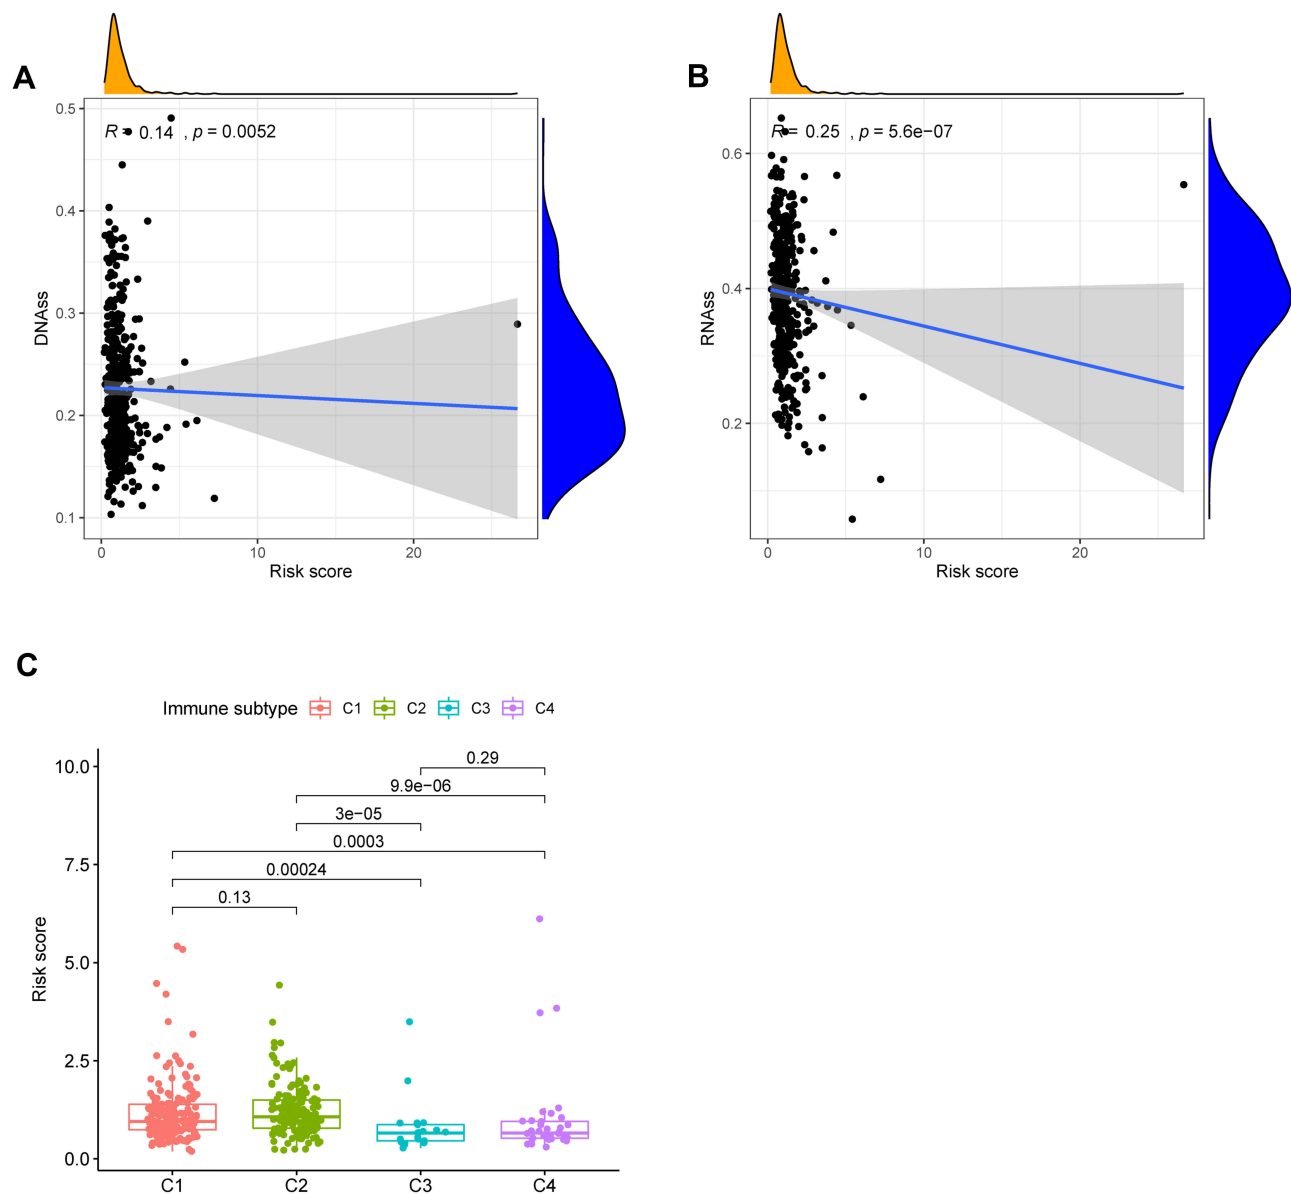 A
0.5
0.4
0.3
0.2
0.1
DNAss
R = 0.14 , p = 0.0052
0
10
20
Risk score
B
0.6
0.4
0.2
RNAss
R = 0.25 , p = 5.6e−07
0
10
20
Risk score
C
Immune subtype C1 C2 C3 C4
10.0
7.5
5.0
2.5
0.0
Risk score
0.29
9.9e−06
3e−05
0.0003
0.00024
0.13
C1
C2
C3
C4